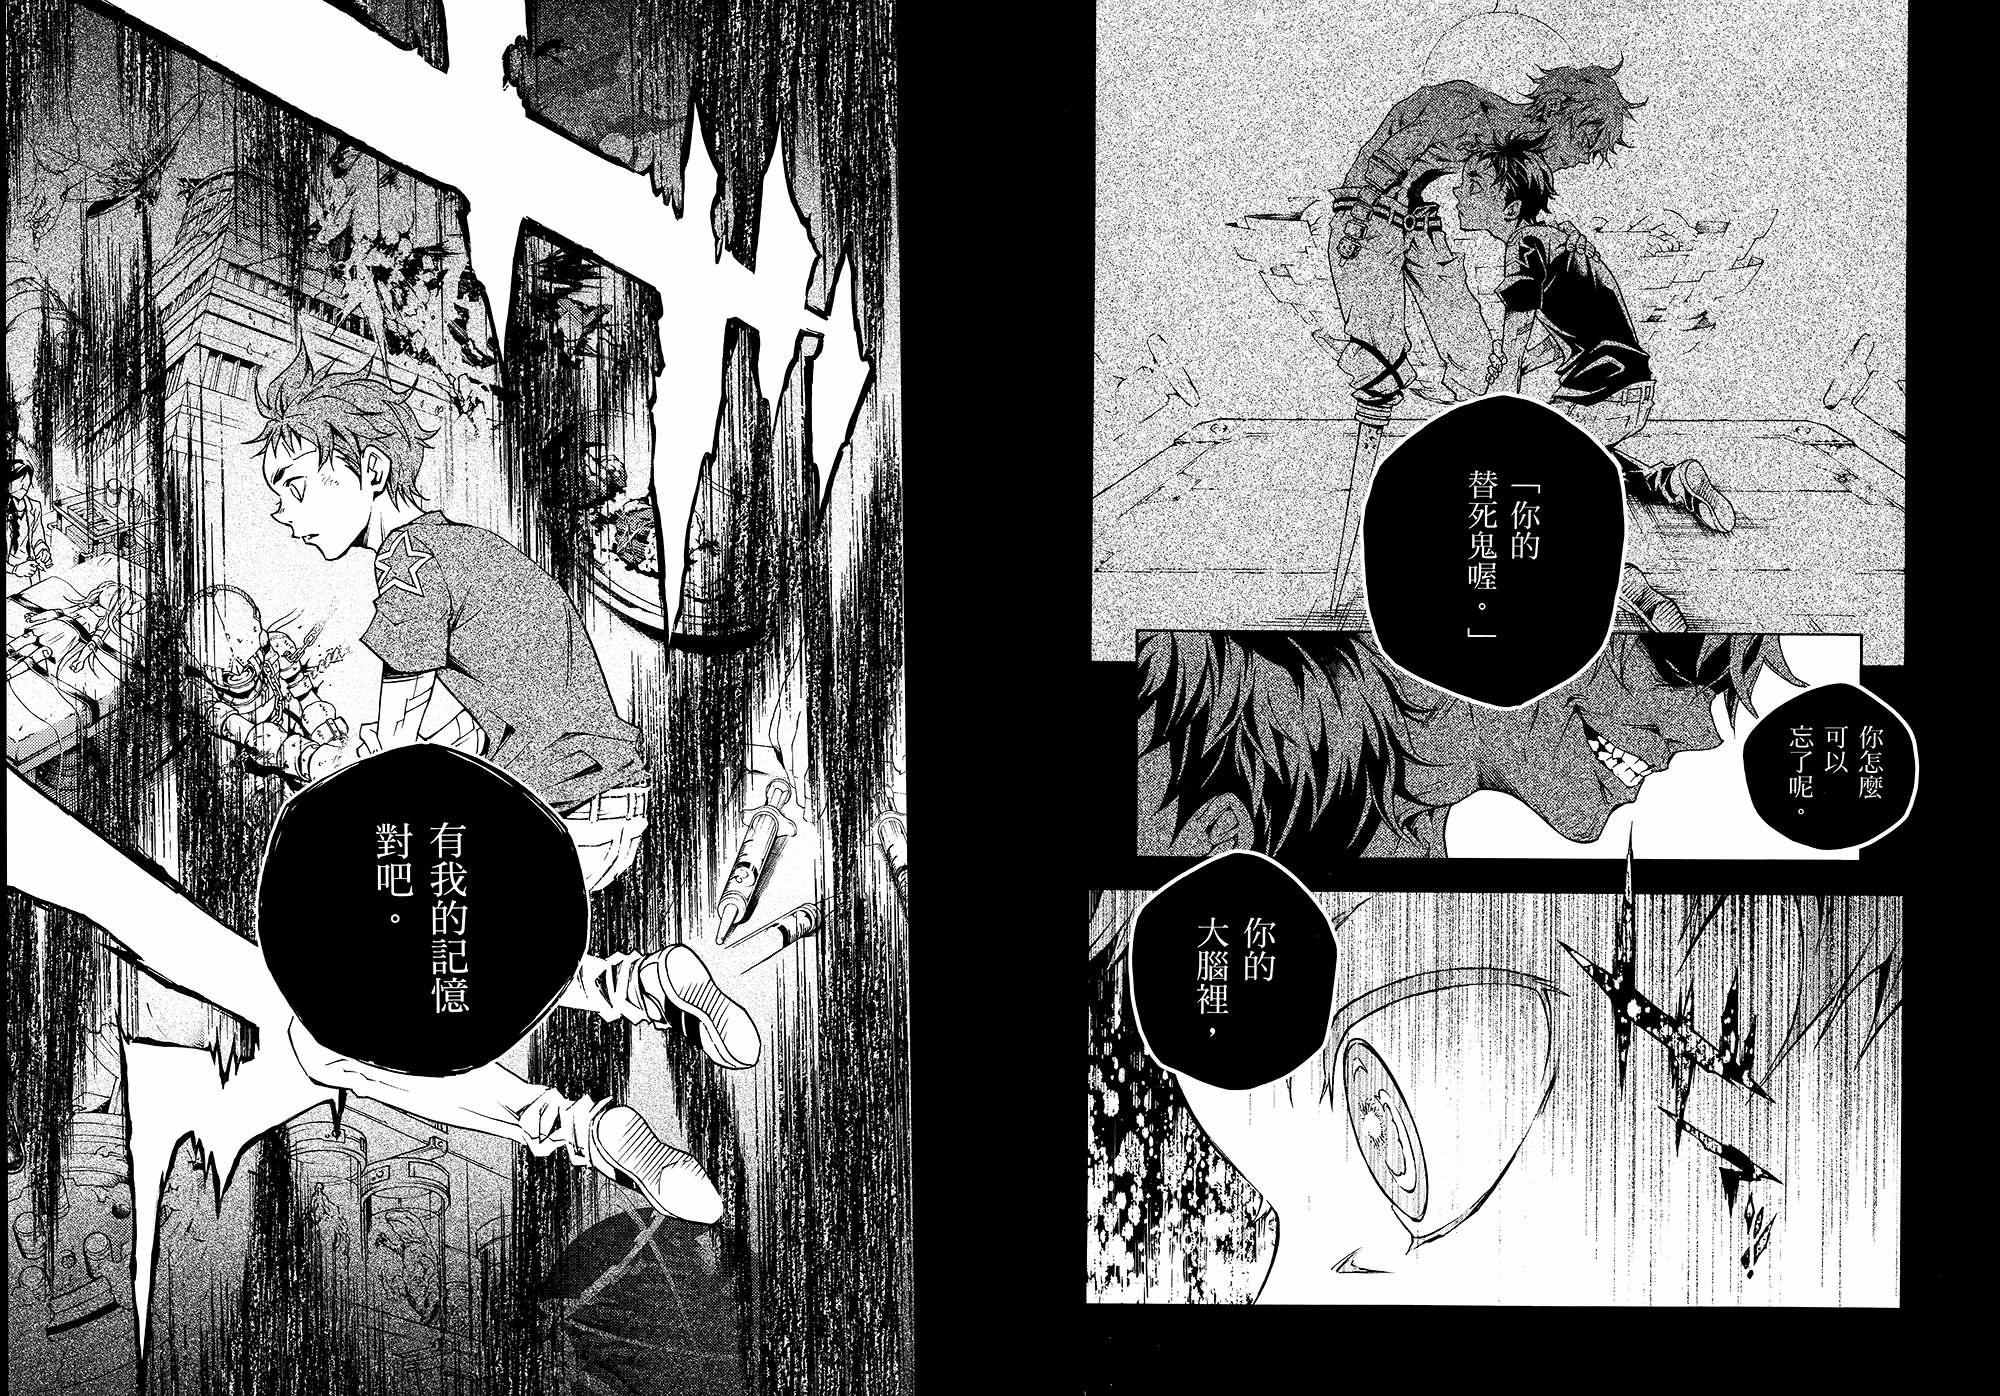 「你的
替死鬼喔。」
你怎麼
可以
忘了呢。
你的
大腦裡，
有我的記憶
對吧。